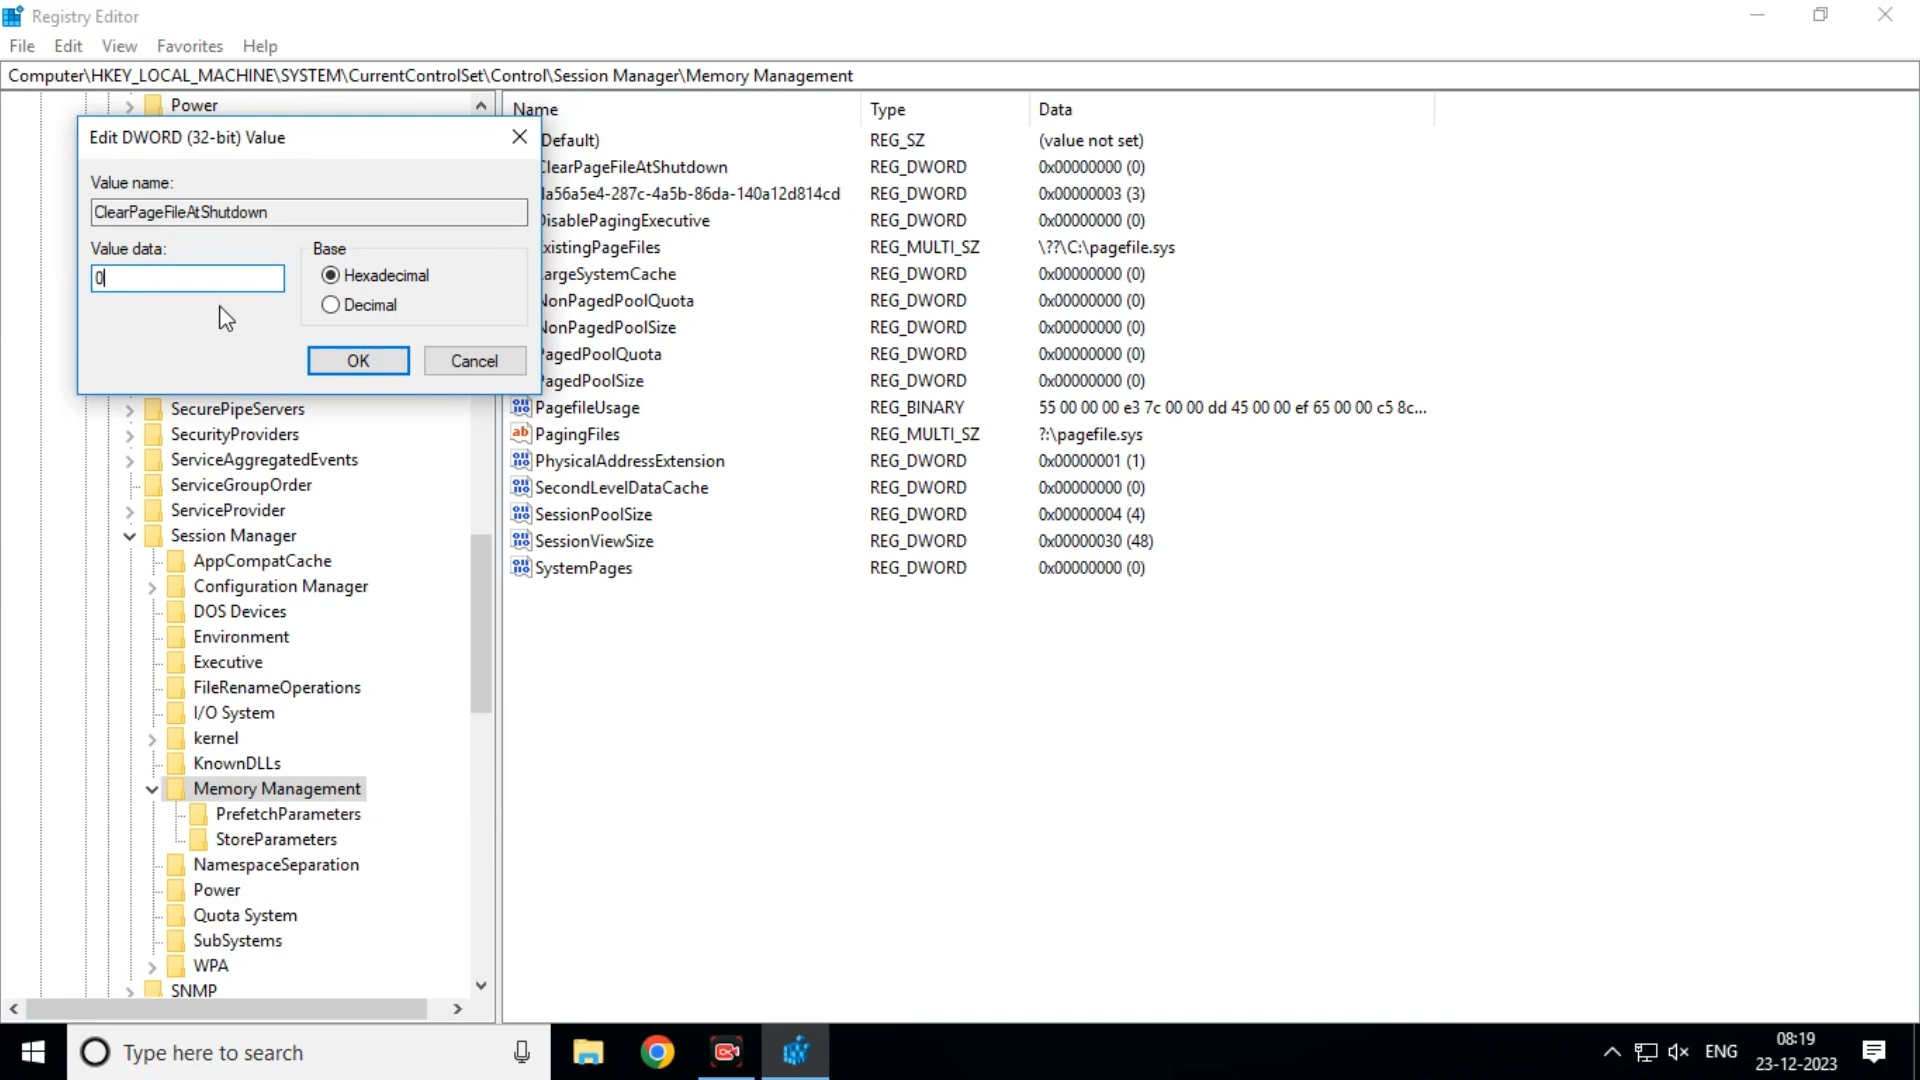 Registry Editor
File Edit View Favorites Help
Computer\HKEY_LOCAL_MACHINE\SYSTEM\CurrentControlSet\Control\Session Manager\Memory Management
Power
Edit DWORD (32-bit) Value
Value name:
ClearPageFileAtShutdown
Value data:
0
Base
Hexadecimal
Decimal
OK Cancel
SecurePipeServers
SecurityProviders
ServiceAggregatedEvents
ServiceGroupOrder
ServiceProvider
Session Manager
AppCompatCache
Configuration Manager
DOS Devices
Environment
Executive
FileRenameOperations
I/O System
kernel
KnownDLLs
Memory Management
PrefetchParameters
StoreParameters
NamespaceSeparation
Power
Quota System
SubSystems
WPA
SNMP
Name Type Data
Default) REG_SZ (value not set)
ClearPageFileAtShutdown REG_DWORD 0x00000000 (0)
a56a5e4-287c-4a5b-86da-140a12d814cd REG_DWORD 0x00000003 (3)
DisablePagingExecutive REG_DWORD 0x00000000 (0)
xistingPageFiles REG_MULTI_SZ \??\C:\pagefile.sys
LargeSystemCache REG_DWORD 0x00000000 (0)
NonPagedPoolQuota REG_DWORD 0x00000000 (0)
NonPagedPoolSize REG_DWORD 0x00000000 (0)
PagedPoolQuota REG_DWORD 0x00000000 (0)
PagedPoolSize REG_DWORD 0x00000000 (0)
PagefileUsage REG_BINARY 55 00 00 00 e3 7c 00 00 dd 45 00 00 ef 65 00 00 c5 8c...
PagingFiles REG_MULTI_SZ ?:\pagefile.sys
PhysicalAddressExtension REG_DWORD 0x00000001 (1)
SecondLevelDataCache REG_DWORD 0x00000000 (0)
SessionPoolSize REG_DWORD 0x00000004 (4)
SessionViewSize REG_DWORD 0x00000030 (48)
SystemPages REG_DWORD 0x00000000 (0)
Type here to search
ENG
08:19
23-12-2023